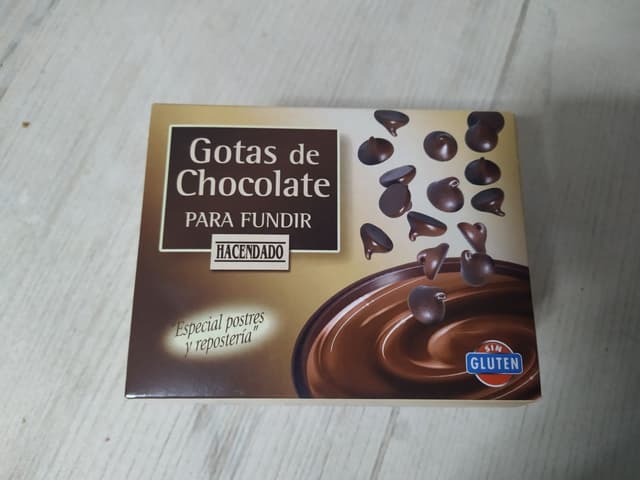 Gotas de
Chocolate
PARA FUNDIR
HACENDADO
"Especial postres
y repostería"
SIN
GLUTEN